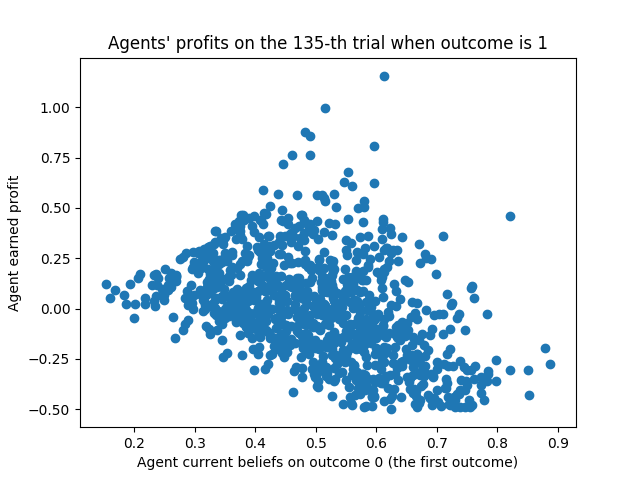 Agents' profits on the 135-th trial when outcome is 1
1.00
0.75
0.50
0.25
0.00
−0.25
−0.50
Agent earned profit
0.2 0.3 0.4 0.5 0.6 0.7 0.8 0.9
Agent current beliefs on outcome 0 (the first outcome)